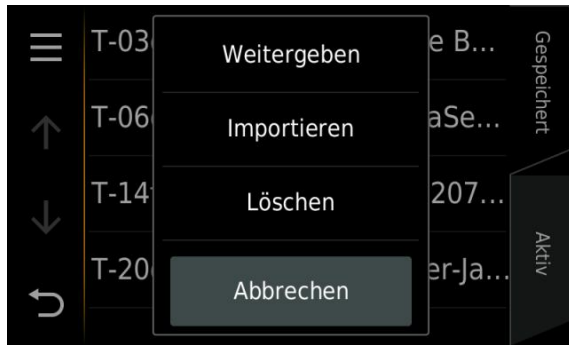 T-03
Weitergeben
e B...
T-06
Importieren
aSe...
T-14
Löschen
207...
T-20
Abbrechen
er-Ja...
Gespeichert
Aktiv